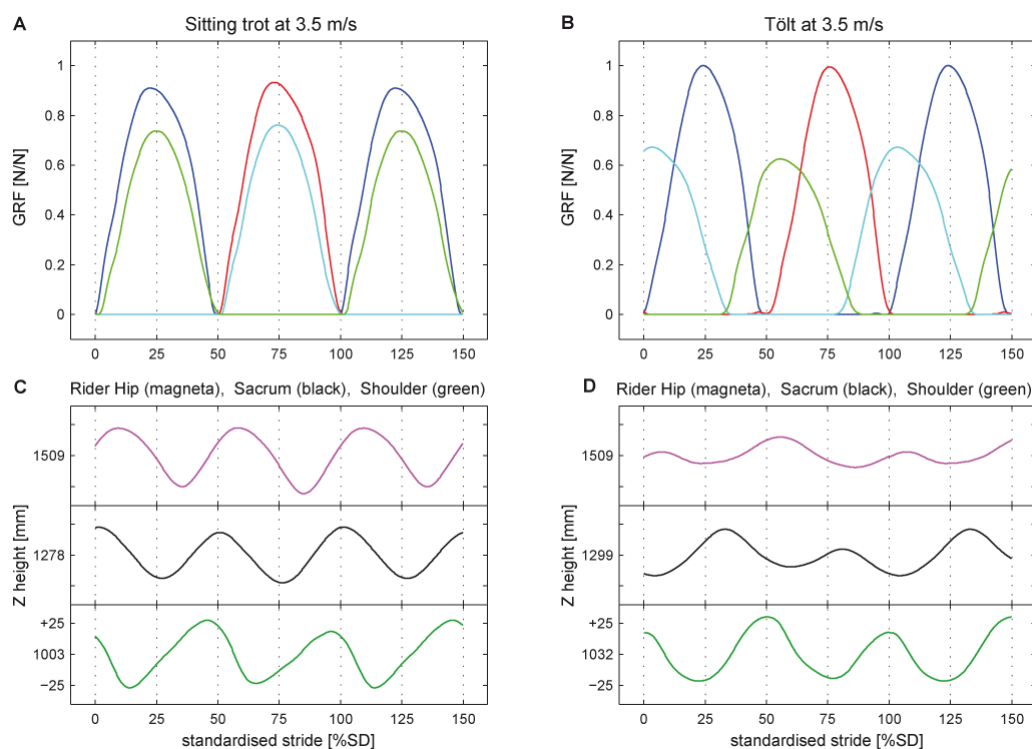 A
Sitting trot at 3.5 m/s
1
0.8
0.6
0.4
0.2
0
GRF [N/N]
0 25 50 75 100 125 150
B
Tölt at 3.5 m/s
1
0.8
0.6
0.4
0.2
0
GRF [N/N]
0 25 50 75 100 125 150
C
Rider Hip (magneta), Sacrum (black), Shoulder (green)
1509
1278
+25
1003
−25
Z height [mm]
0 25 50 75 100 125 150
standardised stride [%SD]
D
Rider Hip (magneta), Sacrum (black), Shoulder (green)
1509
1299
+25
1032
−25
Z height [mm]
0 25 50 75 100 125 150
standardised stride [%SD]